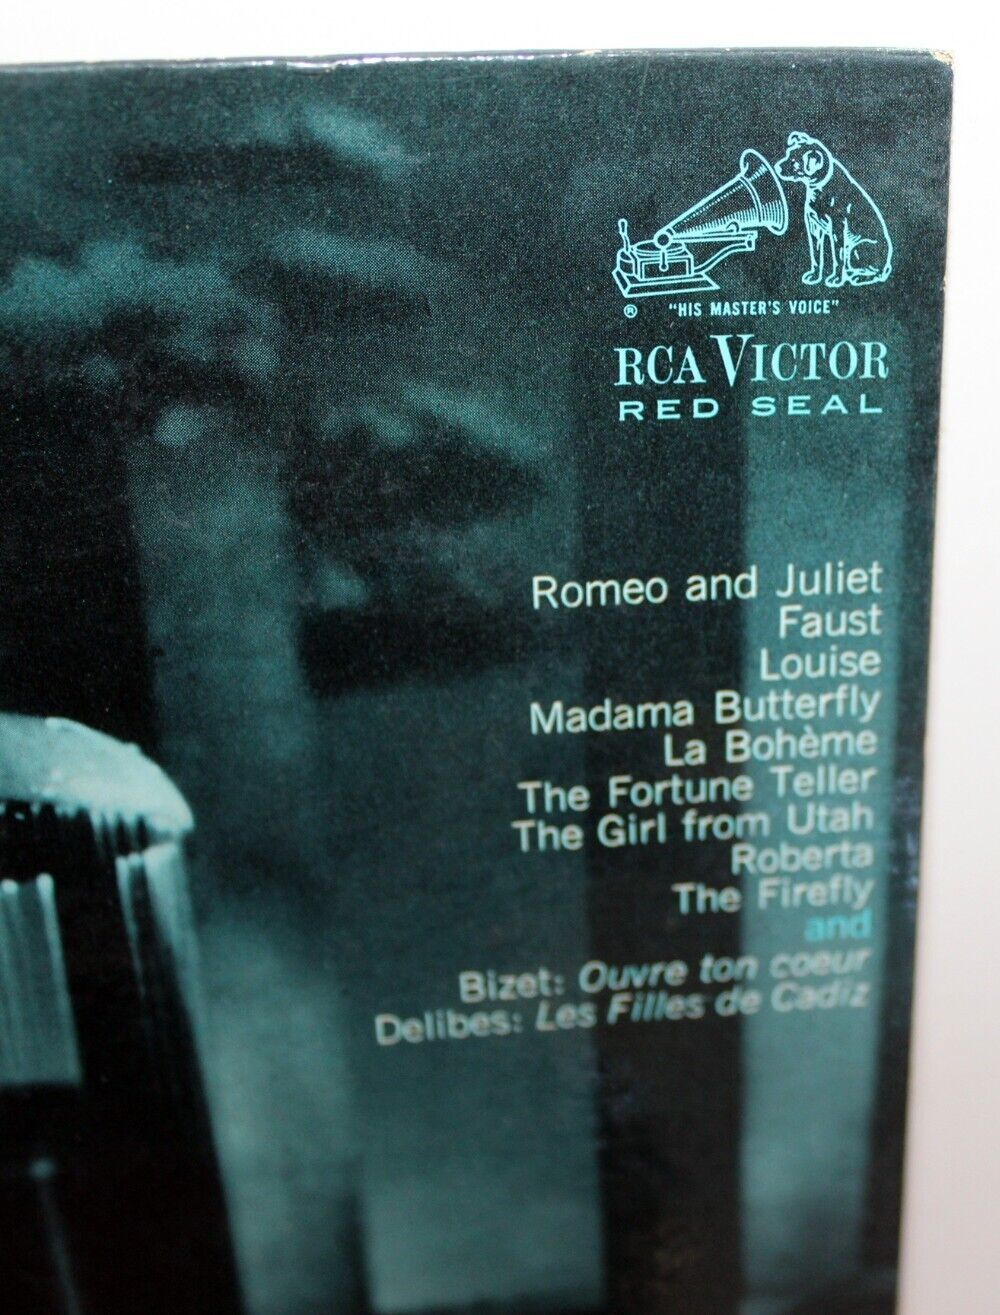 ® "HIS MASTER'S VOICE"
RCA VICTOR
RED SEAL
Romeo and Juliet
Faust
Louise
Madama Butterfly
La Bohème
The Fortune Teller
The Girl from Utah
Roberta
The Firefly
and
Bizet: Ouvre ton coeur
Delibes: Les Filles de Cadiz